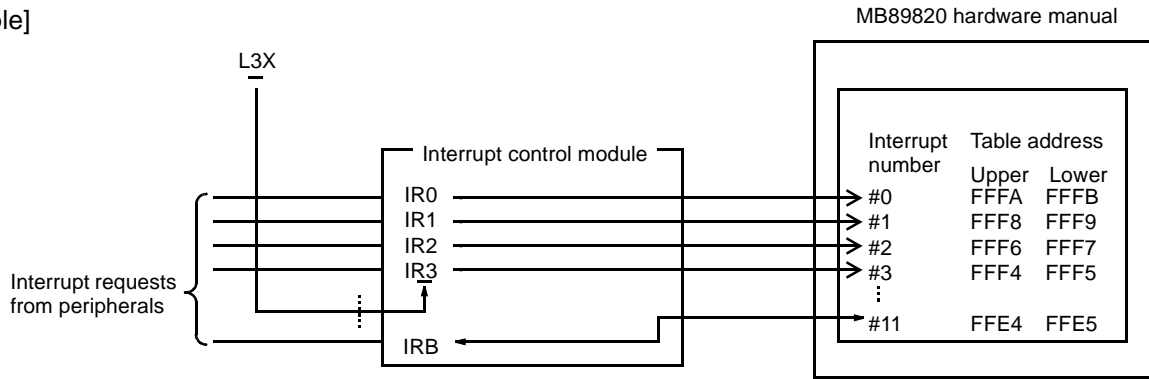 le]
MB89820 hardware manual
L3X
Interrupt control module
Interrupt number
Table address
Upper Lower
IR0
#0 FFFA FFFB
IR1
#1 FFF8 FFF9
IR2
#2 FFF6 FFF7
IR3
#3 FFF4 FFF5
Interrupt requests
from peripherals
#11 FFE4 FFE5
IRB